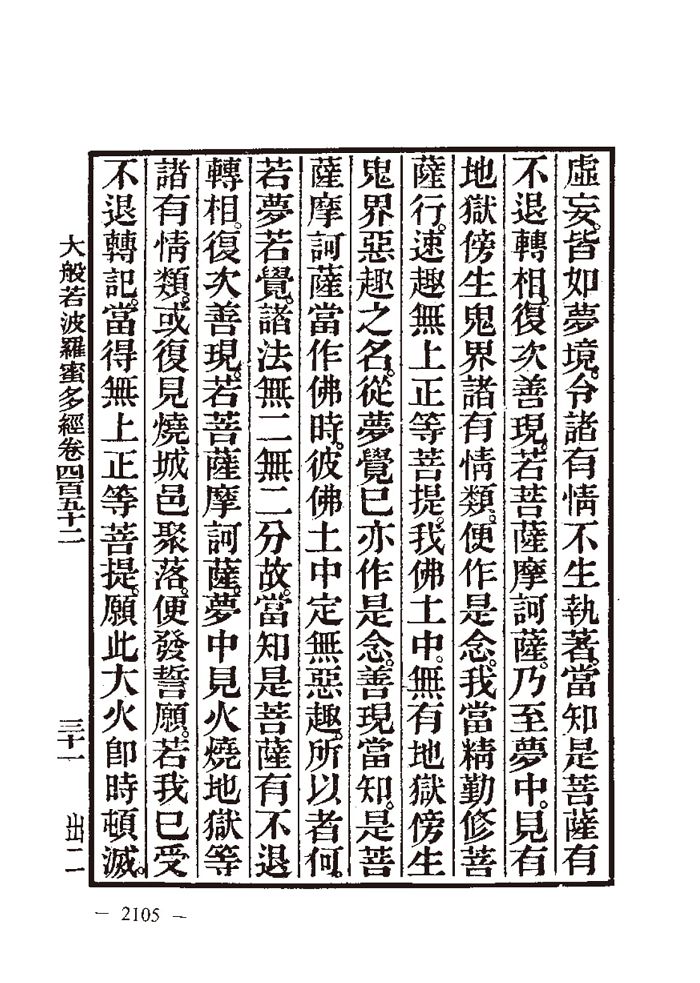 虛妄。皆如夢境。令諸有情不生執著。當知是菩薩有
不退轉相。復次善現。若菩薩摩訶薩。乃至夢中。見有
地獄傍生鬼界諸有情類。便作是念。我當精勤修菩
薩行。速趣無上正等菩提。我佛土中。無有地獄傍生
鬼界惡趣之名。從夢覺已亦作是念。善現當知。是菩
薩摩訶薩當作佛時。彼佛土中定無惡趣。所以者何。
若夢若覺。諸法無二無二分故。當知是菩薩有不退
轉相。復次善現。若菩薩摩訶薩。夢中見火燒地獄等
諸有情類。或復見燒城邑聚落。便發誓願。若我已受
不退轉記。當得無上正等菩提。願此大火卽時頓滅。
大般若波羅蜜多經卷四百五十二 三十一 出二
— 2105 —